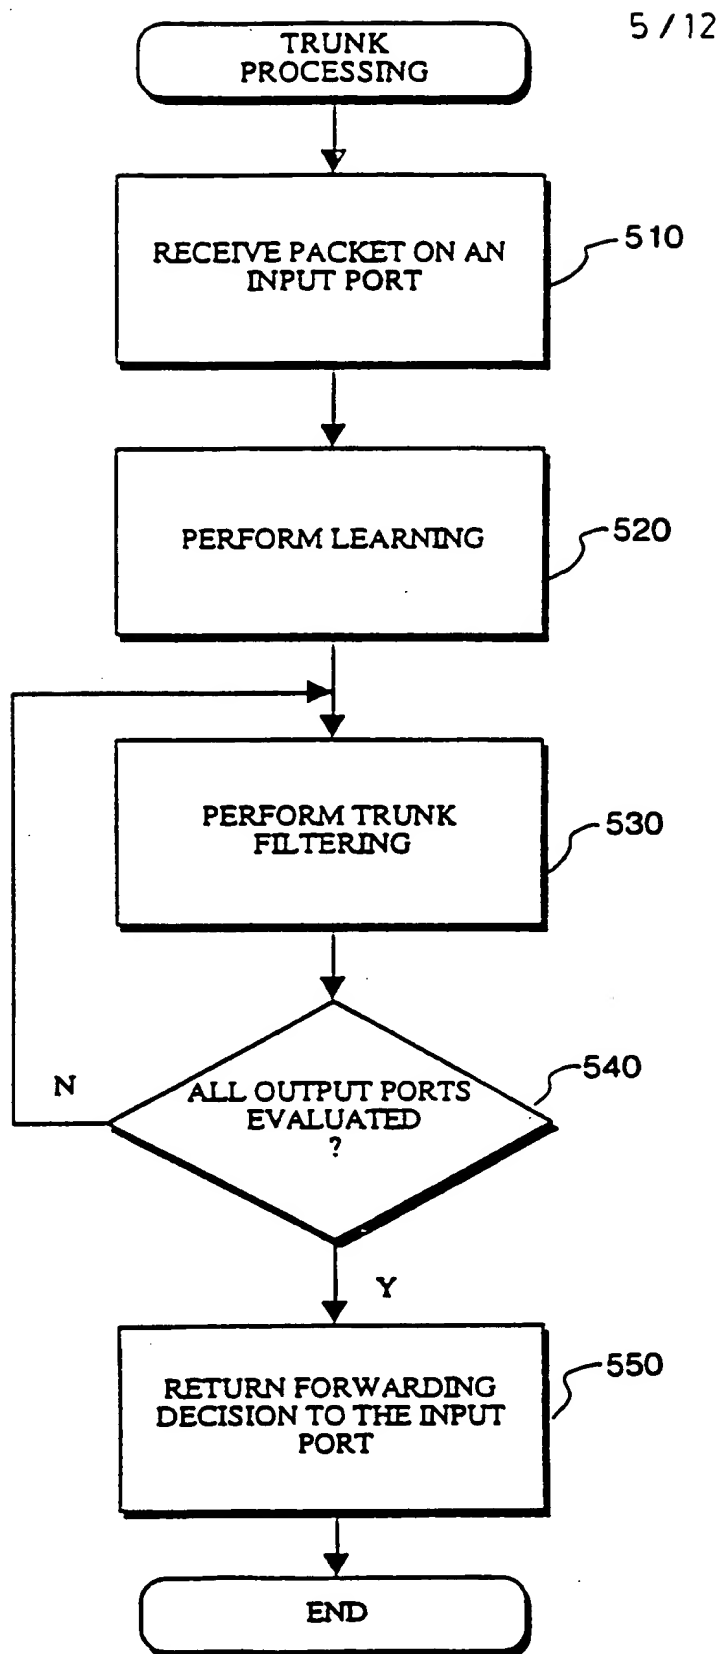 5/12
TRUNK
PROCESSING
RECEIVE PACKET ON AN
INPUT PORT
510
PERFORM LEARNING
520
PERFORM TRUNK
FILTERING
530
N
ALL OUTPUT PORTS
EVALUATED
?
540
Y
RETURN FORWARDING
DECISION TO THE INPUT
PORT
550
END